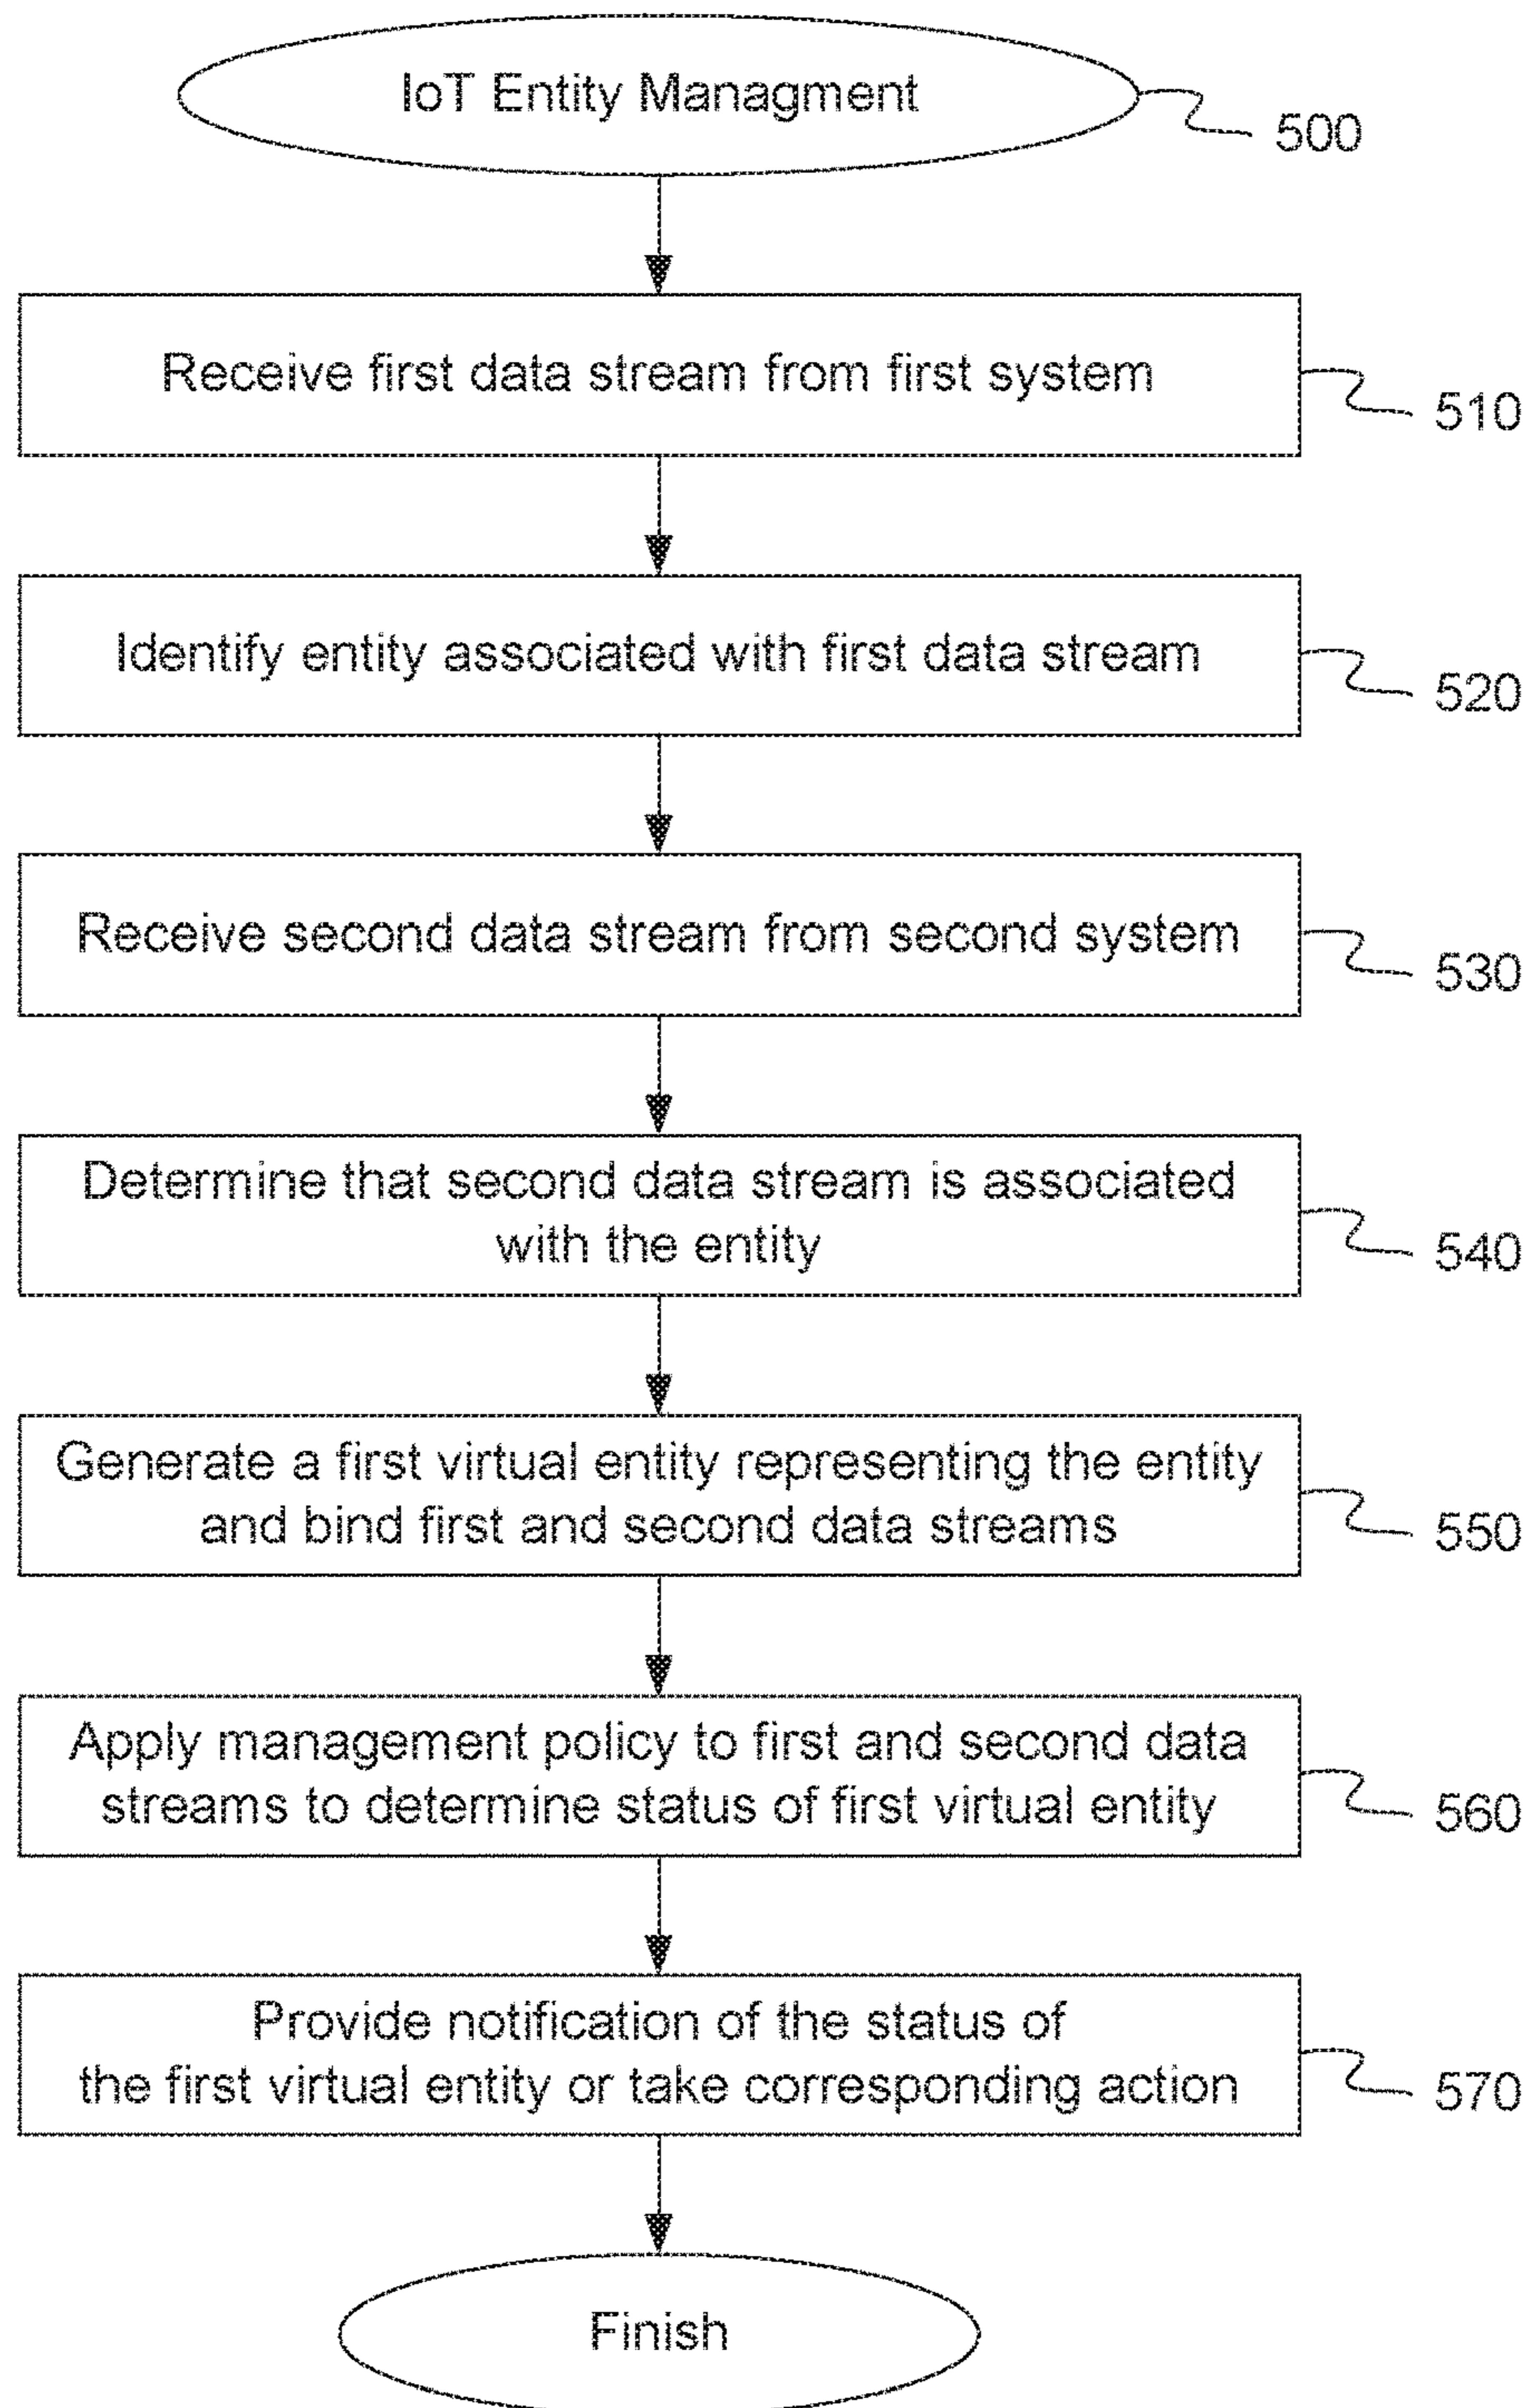 IoT Entity Managment
500
Receive first data stream from first system
510
Identify entity associated with first data stream
520
Receive second data stream from second system
530
Determine that second data stream is associated
with the entity
540
Generate a first virtual entity representing the entity
and bind first and second data streams
550
Apply management policy to first and second data
streams to determine status of first virtual entity
560
Provide notification of the status of
the first virtual entity or take corresponding action
570
Finish